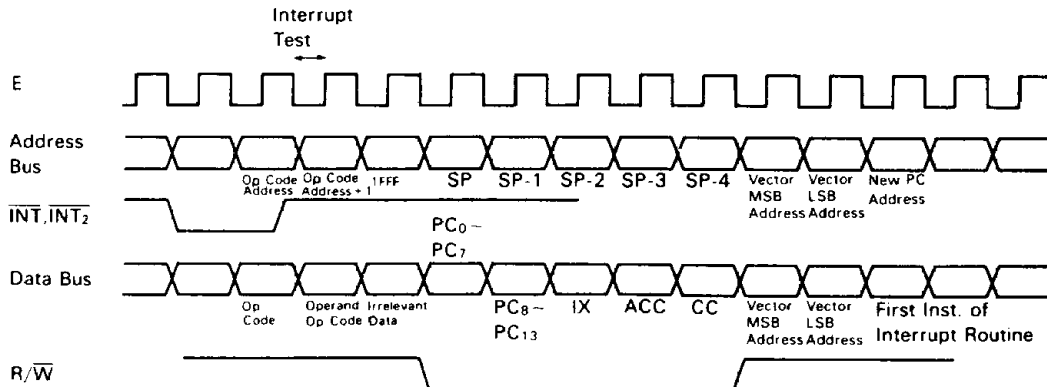 Interrupt
Test
E
Address
Bus
Op Code
Address
Op Code
Address + 1
1FFF
SP
SP-1
SP-2
SP-3
SP-4
Vector
MSB
Address
Vector
LSB
Address
New PC
Address
INT, INT2
PC0~
PC7
Data Bus
Op
Code
Operand
Op Code
Irrelevant
Data
PC8~
PC13
IX
ACC
CC
Vector
MSB
Address
Vector
LSB
Address
First Inst. of
Interrupt Routine
R/W